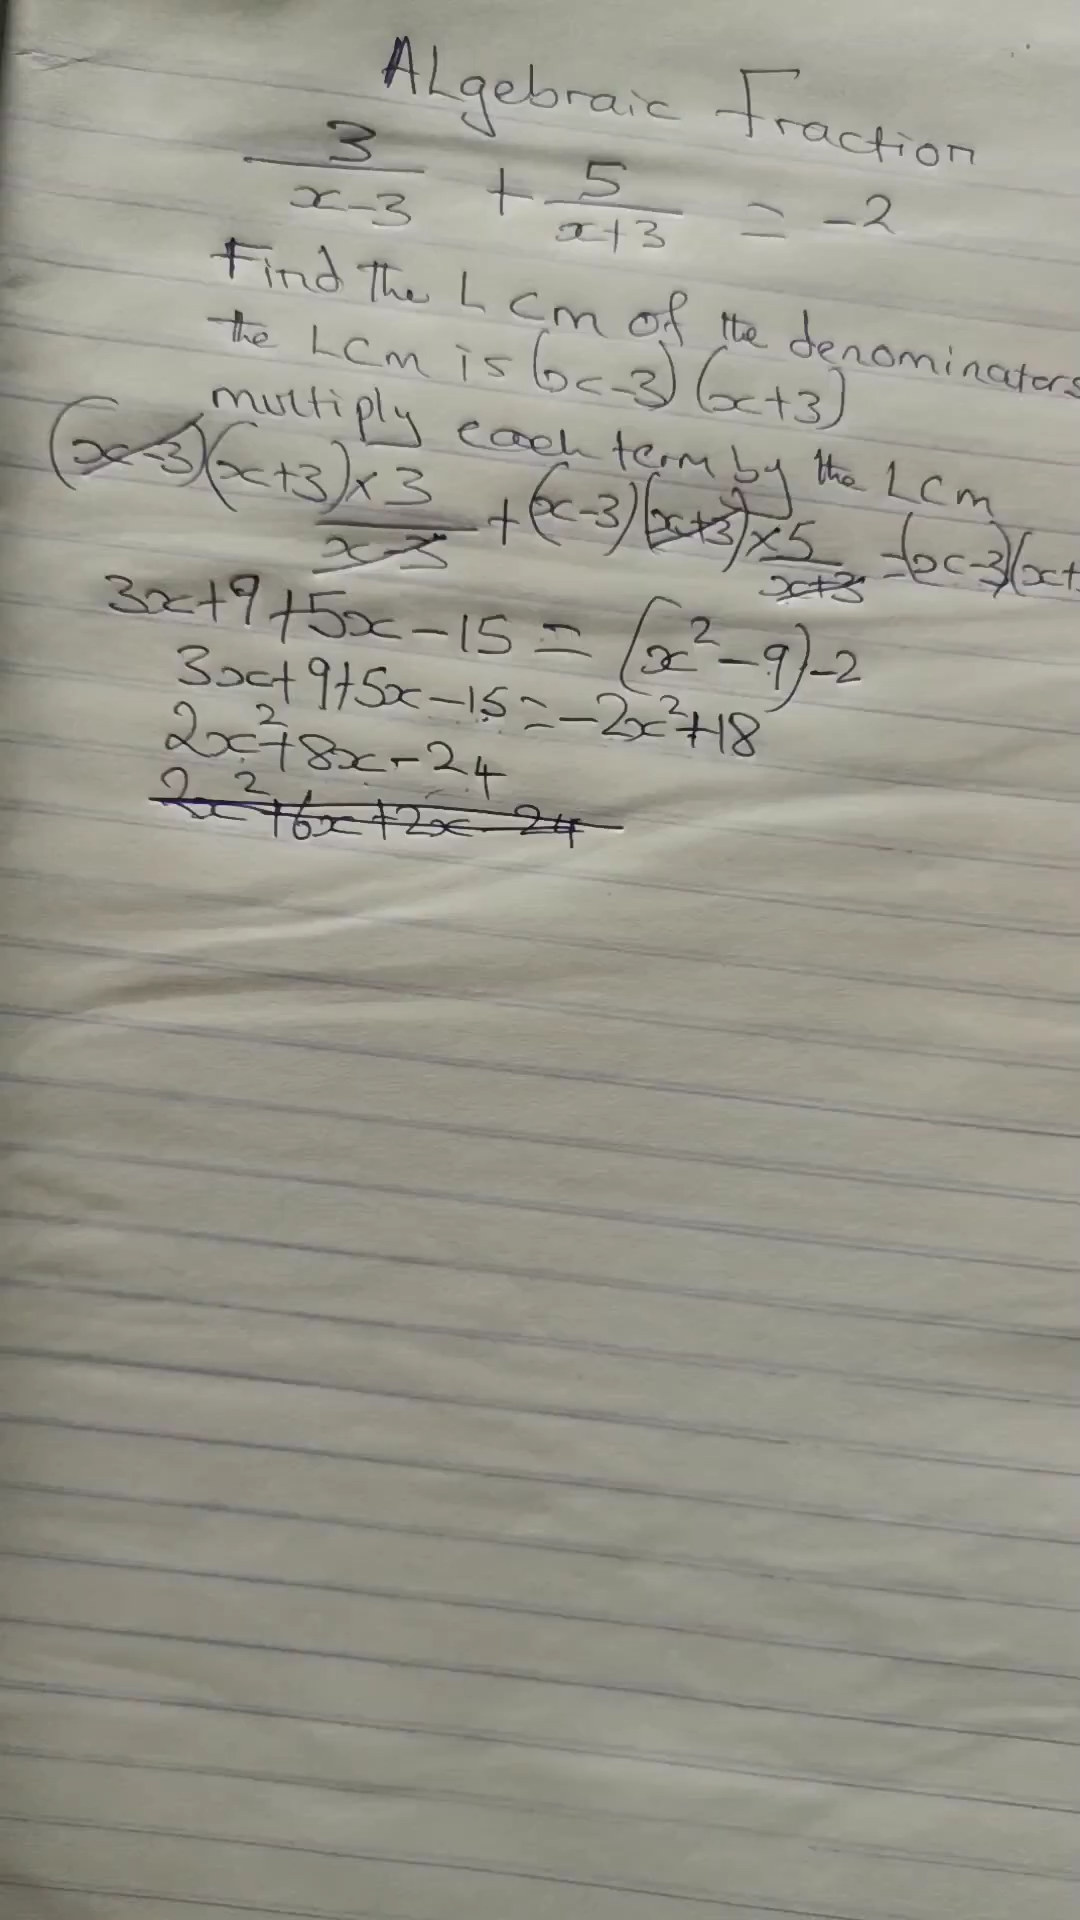 ALgebraic Fraction
3/x-3 + 5/x+3 = -2
Find the LCm of the denominators
the LCm is (x-3)(x+3)
multiply each term by the LCm
(x-3)(x+3)×3/x-3 + (x-3)(x+3)×5/x+3 = (x-3)(x+
3x+9+5x-15=(x²-9)-2
3x+9+5x-15=-2x²+18
2x²+8x-24
2x²+6x+2x-24